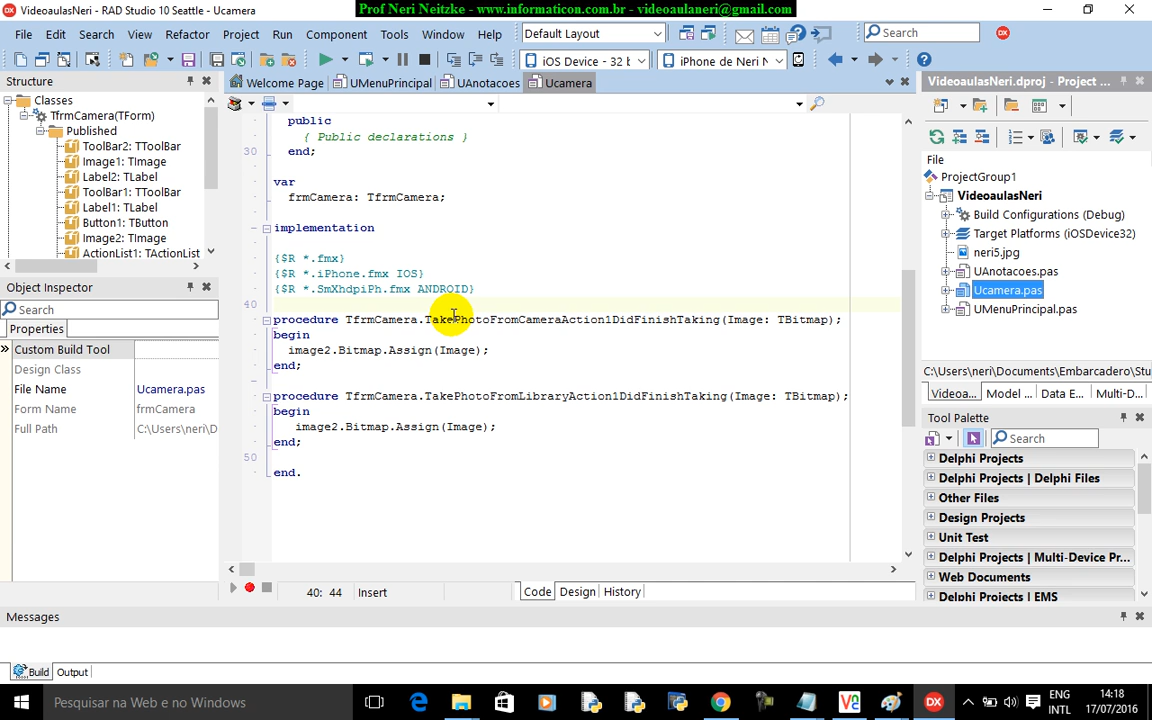 VideoaulasNeri - RAD Studio 10 Seattle - Ucamera
Prof Neri Neitzke - www.informaticon.com.br - videoaulaneri@gmail.com
File Edit Search View Refactor Project Run Component Tools Window Help
Default Layout
Search
iOS Device - 32 b
iPhone de Neri N
Structure
Classes
TfrmCamera(TForm)
Published
ToolBar2: TToolBar
Image1: TImage
Label2: TLabel
ToolBar1: TToolBar
Label1: TLabel
Button1: TButton
Image2: TImage
ActionList1: TActionList
Object Inspector
Search
Properties
Custom Build Tool
Design Class
File Name Ucamera.pas
Form Name frmCamera
Full Path C:\Users\neri\D
Welcome Page UMenuPrincipal UAnotacoes Ucamera
public
{ Public declarations }
30 end;
var
frmCamera: TfrmCamera;
implementation
{$R *.fmx}
{$R *.iPhone.fmx IOS}
{$R *.SmXhdpiPh.fmx ANDROID}
40
procedure TfrmCamera.TakePhotoFromCameraAction1DidFinishTaking(Image: TBitmap);
begin
image2.Bitmap.Assign(Image);
end;
procedure TfrmCamera.TakePhotoFromLibraryAction1DidFinishTaking(Image: TBitmap);
begin
image2.Bitmap.Assign(Image);
end;
50
end.
40: 44 Insert
Code Design History
VideoaulasNeri.dproj - Project ...
File
ProjectGroup1
VideoaulasNeri
Build Configurations (Debug)
Target Platforms (iOSDevice32)
neri5.jpg
UAnotacoes.pas
Ucamera.pas
UMenuPrincipal.pas
C:\Users\neri\Documents\Embarcadero\Stu
Videoa... Model ... Data E... Multi-D...
Tool Palette
Search
Delphi Projects
Delphi Projects | Delphi Files
Other Files
Design Projects
Unit Test
Delphi Projects | Multi-Device Pr...
Web Documents
Delphi Projects | EMS
Messages
Build Output
Pesquisar na Web e no Windows
ENG
INTL
14:18
17/07/2016